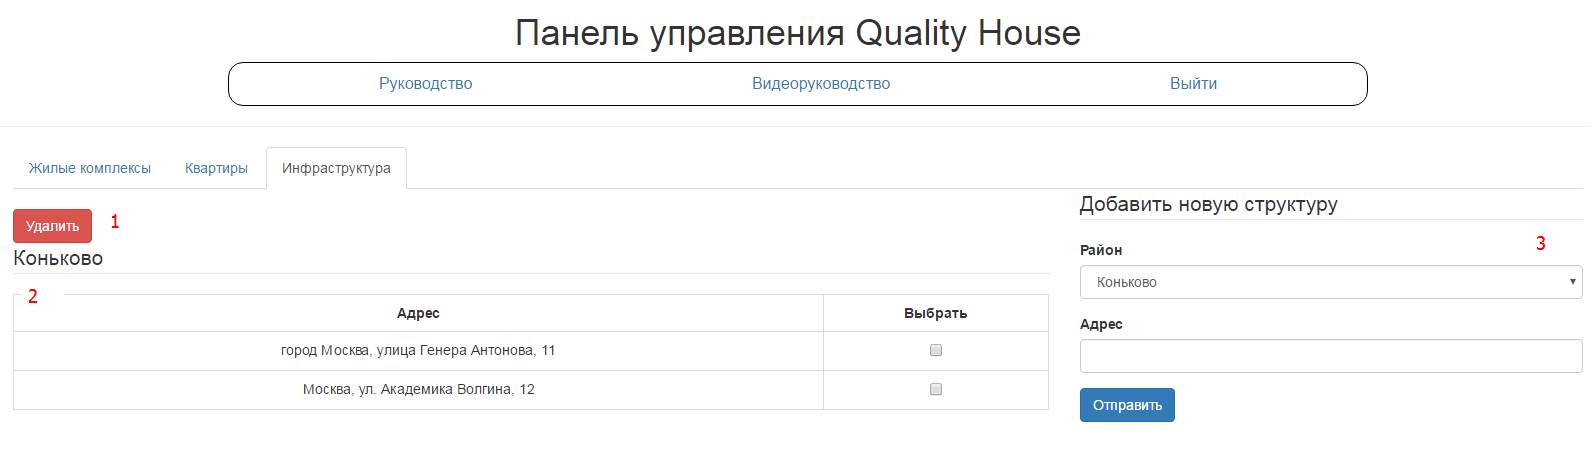 Панель управления Quality House
Руководство Видеоруководство Выйти
Жилые комплексы Квартиры Инфраструктура
Удалить 1
Коньково
2
Адрес Выбрать
город Москва, улица Генера Антонова, 11
Москва, ул. Академика Волгина, 12
Добавить новую структуру
3
Район
Коньково
Адрес
Отправить